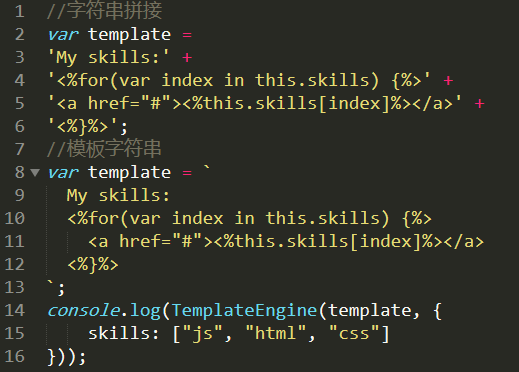 1 //字符串拼接
2 var template =
3 'My skills:' +
4 '<%for(var index in this.skills) {%>' +
5 '<a href="#"><%this.skills[index]%></a>' +
6 '<%}%>';
7 //模板字符串
8 var template = `
9 My skills:
10 <%for(var index in this.skills) {%>
11 <a href="#"><%this.skills[index]%></a>
12 <%}%>
13 `;
14 console.log(TemplateEngine(template, {
15 skills: ["js", "html", "css"]
16 }));